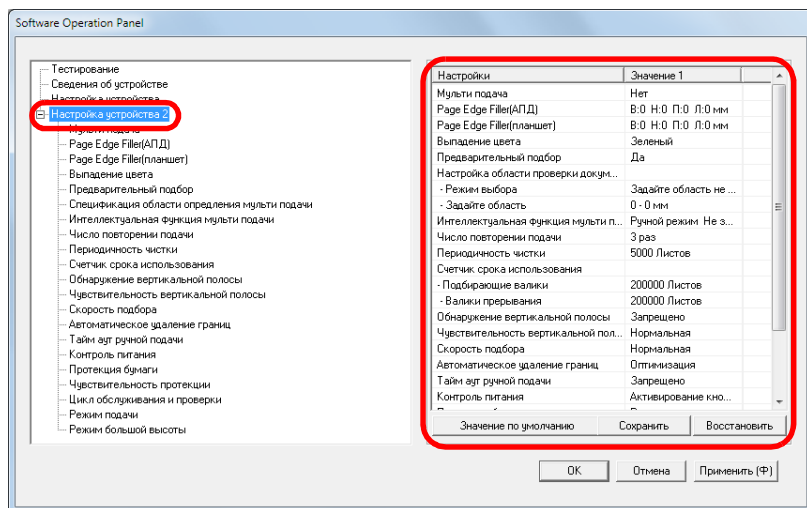 Software Operation Panel
Тестирование
Сведения об устройстве
Настройка устройства
Настройка устройства 2
Мульти подача
Page Edge Filler(АПД)
Page Edge Filler(планшет)
Выпадение цвета
Предварительный подбор
Спецификация области опредления мульти подачи
Интеллектуальная функция мульти подачи
Число повторении подачи
Периодичность чистки
Счетчик срока использования
Обнаружение вертикальной полосы
Чувствительность вертикальной полосы
Скорость подбора
Автоматическое удаление границ
Тайм аут ручной подачи
Контроль питания
Протекция бумаги
Чувствительность протекции
Цикл обслуживания и проверки
Режим подачи
Режим большой высоты
Настройки Значение 1
Мульти подача Нет
Page Edge Filler(АПД) В:0 Н:0 П:0 Л:0 мм
Page Edge Filler(планшет) В:0 Н:0 П:0 Л:0 мм
Выпадение цвета Зеленый
Предварительный подбор Да
Настройка области проверки докум...
- Режим выбора Задайте область не ...
- Задайте область 0 - 0 мм
Интеллектуальная функция мульти п... Ручной режим Не з...
Число повторении подачи 3 раз
Периодичность чистки 5000 Листов
Счетчик срока использования
- Подбирающие валики 200000 Листов
- Валики прерывания 200000 Листов
Обнаружение вертикальной полосы Запрещено
Чувствительность вертикальной пол... Нормальная
Скорость подбора Нормальная
Автоматическое удаление границ Оптимизация
Тайм аут ручной подачи Запрещено
Контроль питания Активирование кно...
Значение по умолчанию Сохранить Восстановить
OK Отмена Применить (Ф)